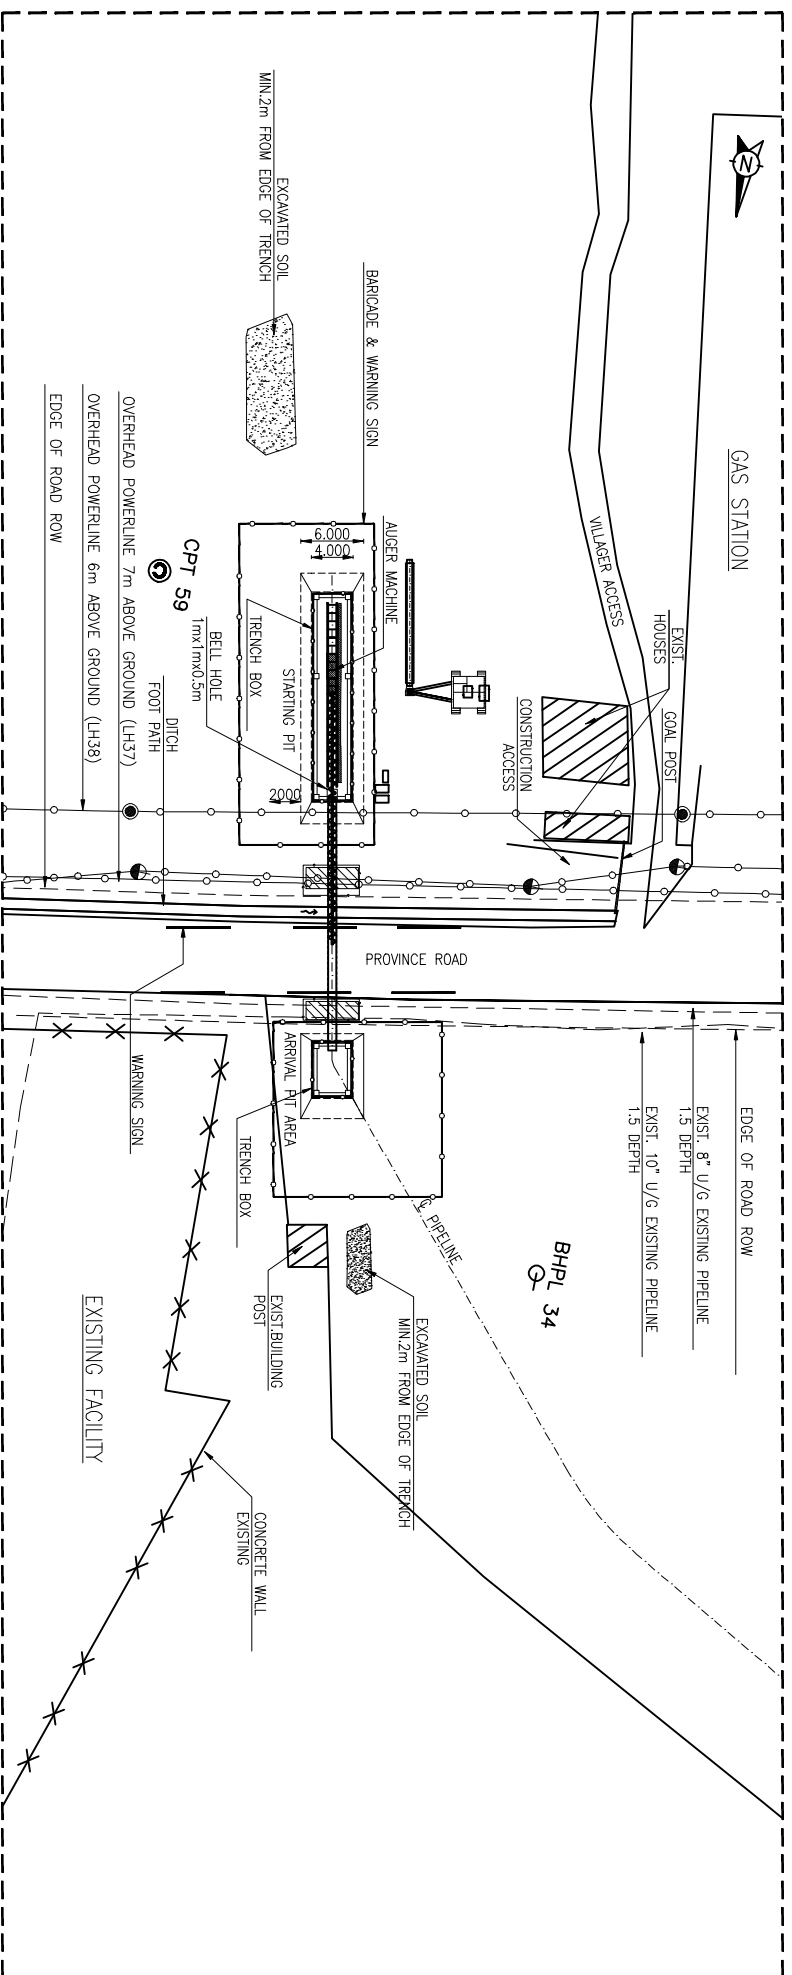 N
GAS STATION
VILLAGER ACCESS
EXIST.
HOUSES
GOAL POST
CONSTRUCTION
ACCESS
EXCAVATED SOIL
MIN.2m FROM EDGE OF TRENCH
BARICADE & WARNING SIGN
AUGER MACHINE
6.000
4.000
CPT 59
TRENCH BOX
BELL HOLE
1mx1mx0.5m
STARTING PIT
2000
DITCH
FOOT PATH
OVERHEAD POWERLINE 7m ABOVE GROUND (LH37)
OVERHEAD POWERLINE 6m ABOVE GROUND (LH38)
EDGE OF ROAD ROW
PROVINCE ROAD
WARNING SIGN
ARRIVAL PIT AREA
TRENCH BOX
EDGE OF ROAD ROW
EXIST. 8" U/G EXISTING PIPELINE
1.5 DEPTH
EXIST. 10" U/G EXISTING PIPELINE
1.5 DEPTH
℄ PIPELINE
BHPL 34
EXCAVATED SOIL
MIN.2m FROM EDGE OF TRENCH
EXIST.BUILDING
POST
EXISTING FACILITY
CONCRETE WALL
EXISTING